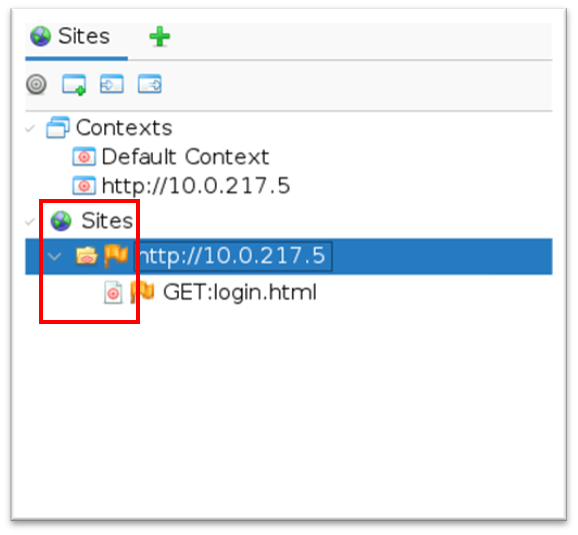 Sites
Contexts
Default Context
http://10.0.217.5
Sites
http://10.0.217.5
GET:login.html